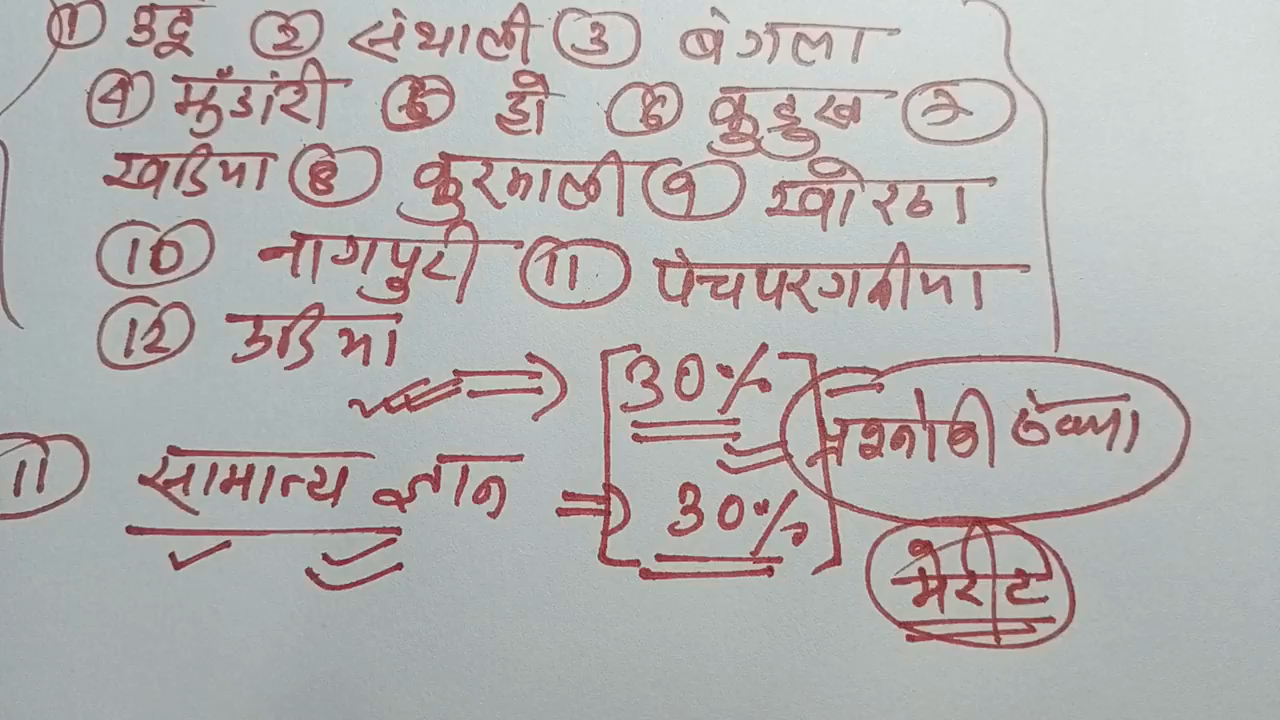 ① उर्दू ② संथाली ③ बंगला
④ मुँडारी ⑤ हो ⑥ कुडुख ⑦
खडिया ⑧ कुरमाली ⑨ खोरठा
⑩ नागपुरी ⑪ पंचपरगनीया
⑫ उडिया
⇒ [30%]
11 सामान्य ज्ञान ⇒ 30%
मेरीट